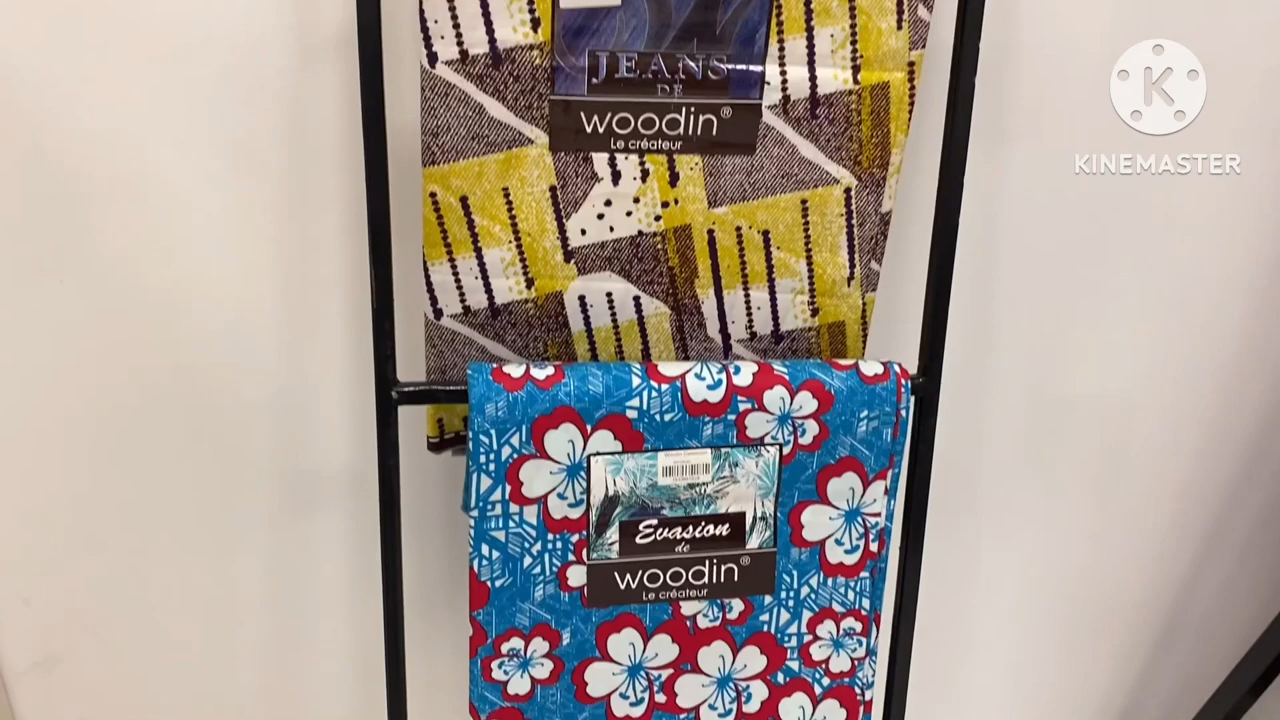 JEANS
DE
woodin®
Le créateur
K
KINEMASTER
Evasion
de
woodin®
Le créateur